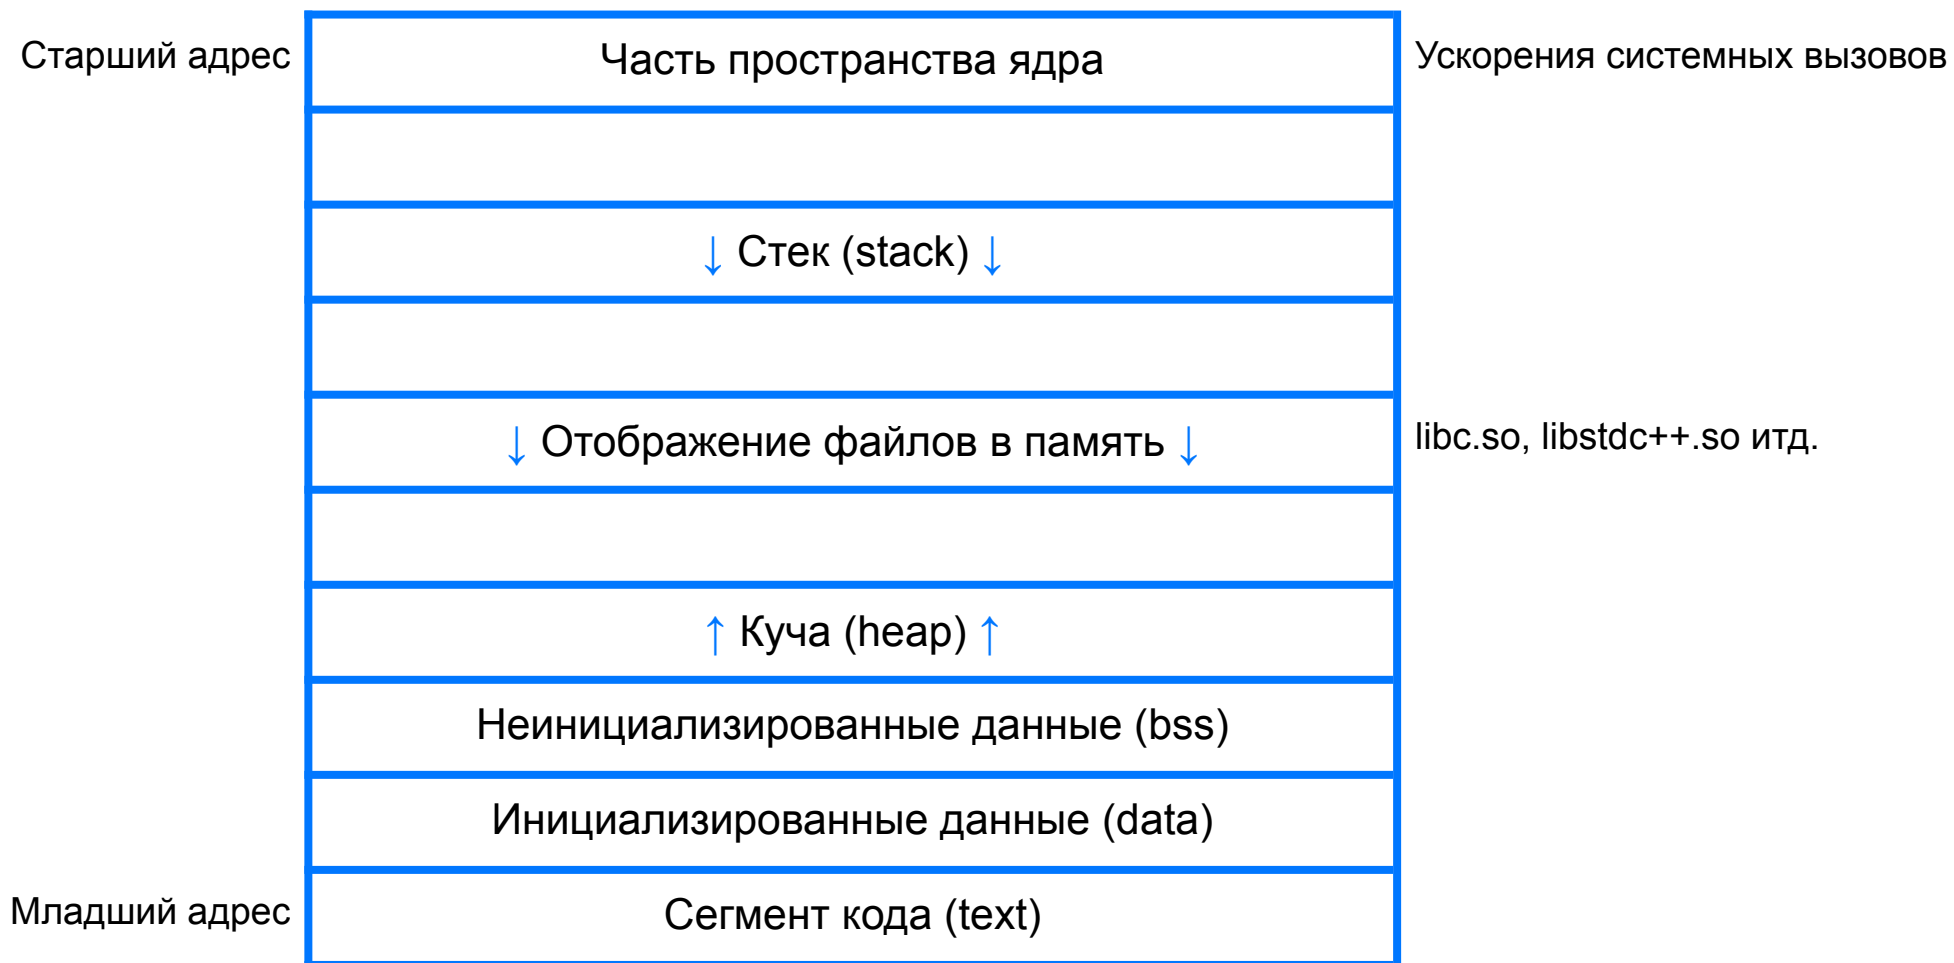 Старший адрес
Часть пространства ядра
Ускорения системных вызовов
↓ Стек (stack) ↓
↓ Отображение файлов в память ↓
libc.so, libstdc++.so итд.
↑ Куча (heap) ↑
Неинициализированные данные (bss)
Инициализированные данные (data)
Младший адрес
Сегмент кода (text)